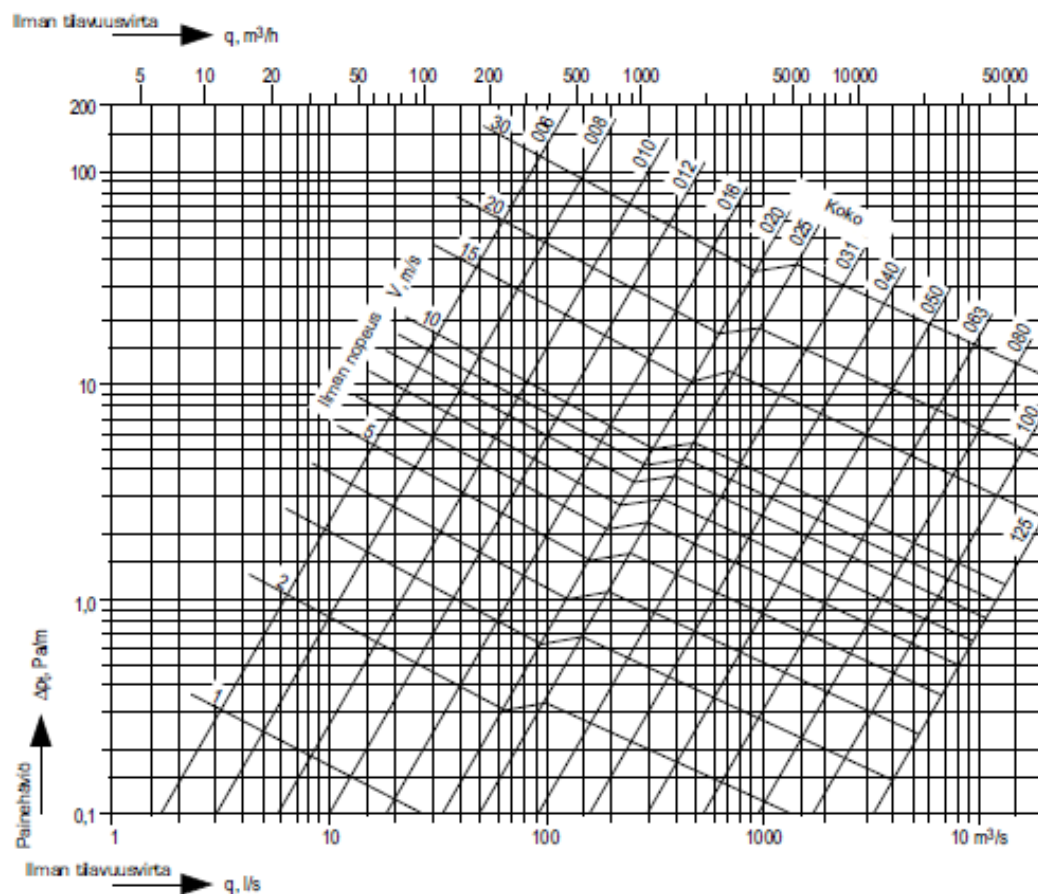 Ilman tilavuusvirta
q, m³/h
5 10 20 50 100 200 500 1000 5000 10000 50000
200
100
10
1,0
0,1
30 006 008 010 012 016 020 025 031 040 050 063 080 100 125
Koko
20
15
10
5
2
1
Ilman nopeus V, m/s
Δpf, Pa/m
Painehäviö
1 10 100 1000 10 m³/s
Ilman tilavuusvirta
q, l/s